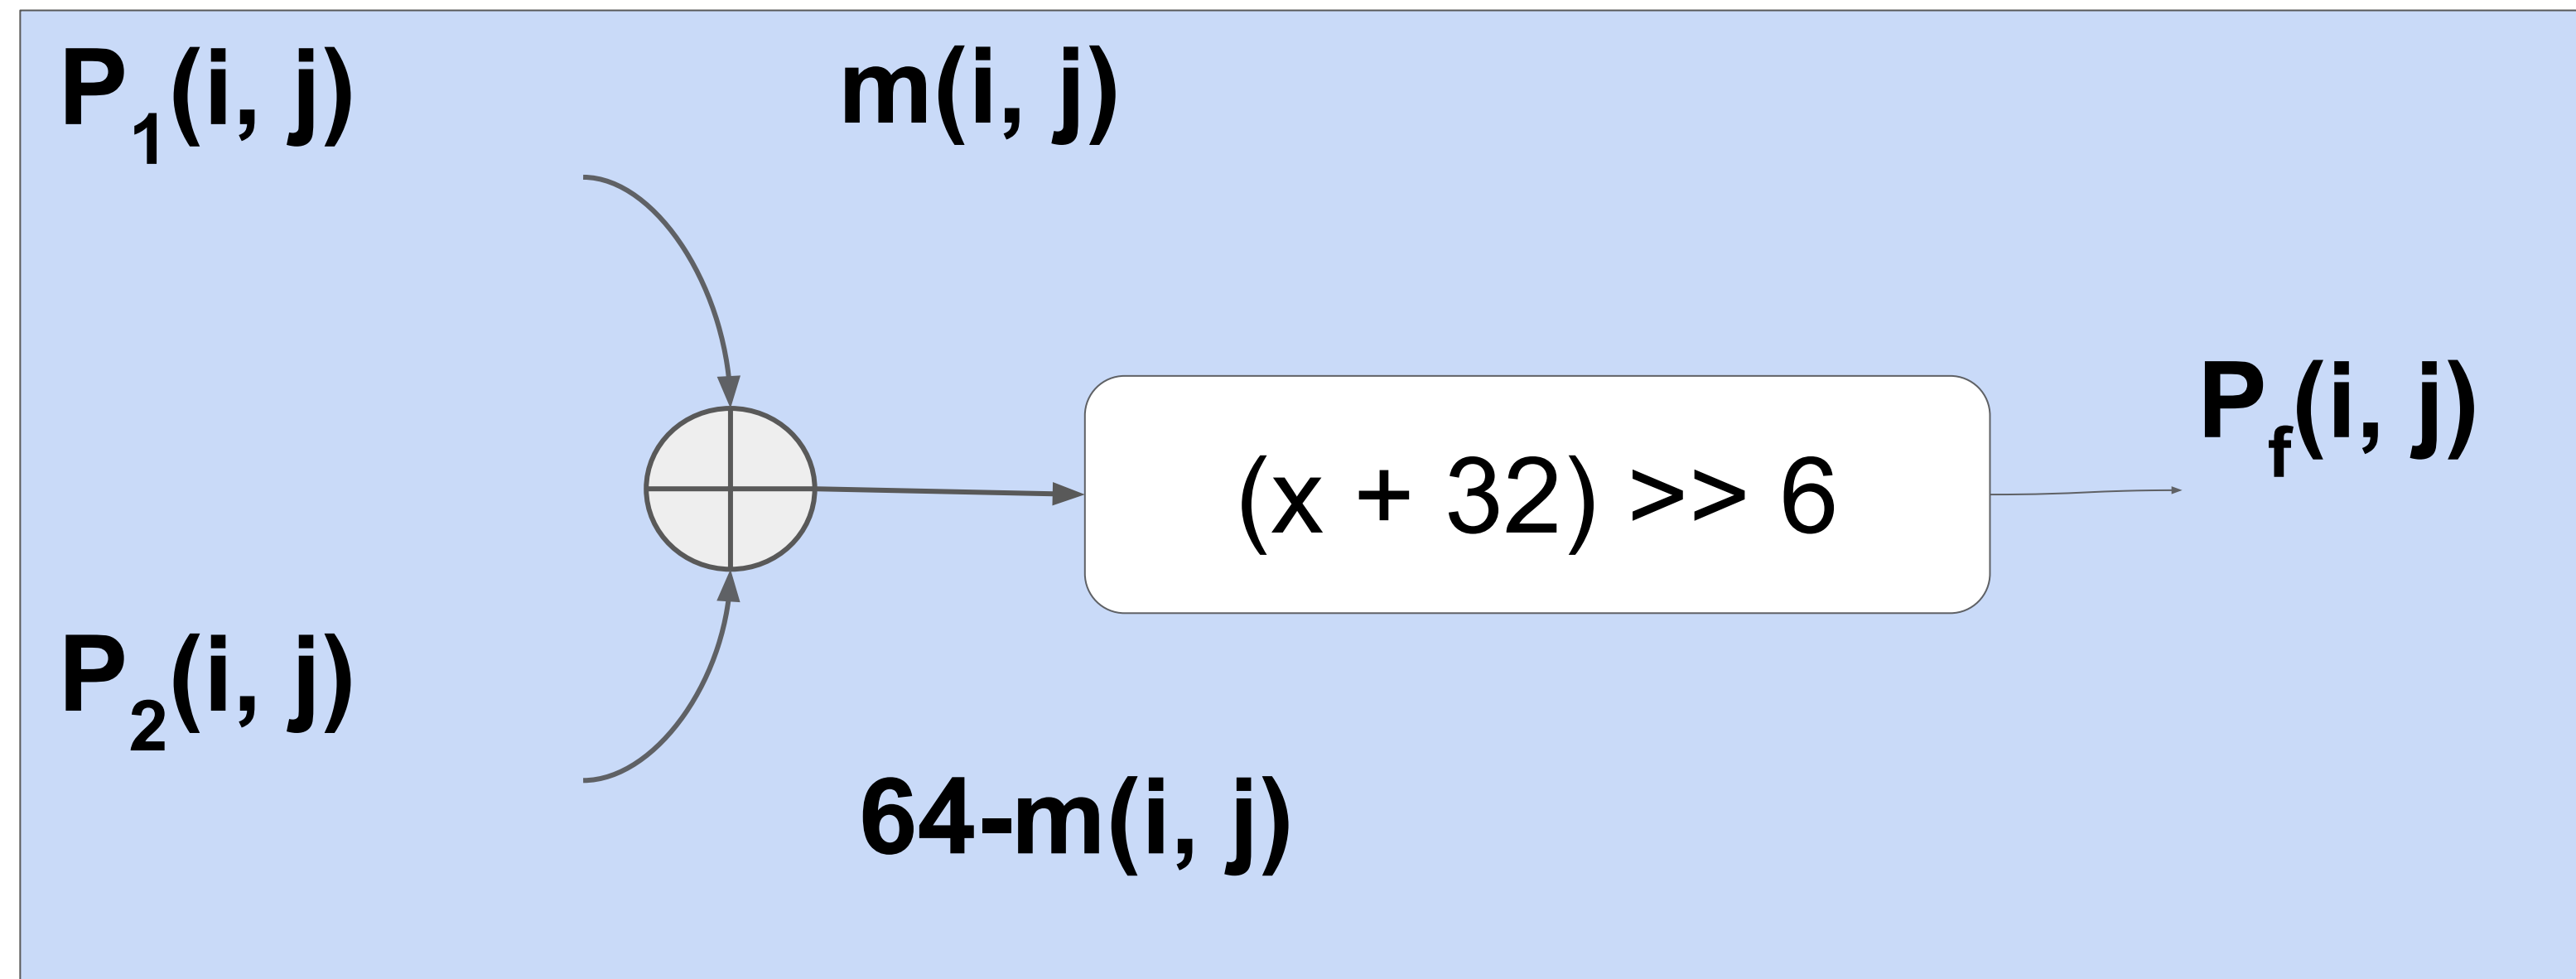 P1(i, j)
m(i, j)
Pf(i, j)
(x + 32) >> 6
P2(i, j)
64-m(i, j)